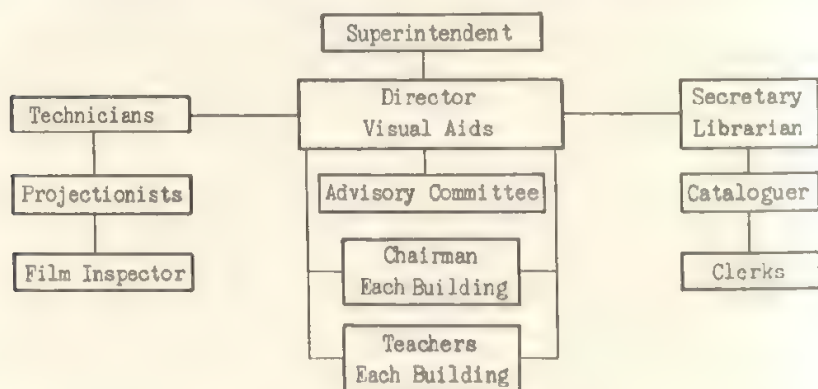 Superintendent
Technicians
Director
Visual Aids
Secretary
Librarian
Projectionists
Advisory Committee
Cataloguer
Film Inspector
Chairman
Each Building
Clerks
Teachers
Each Building